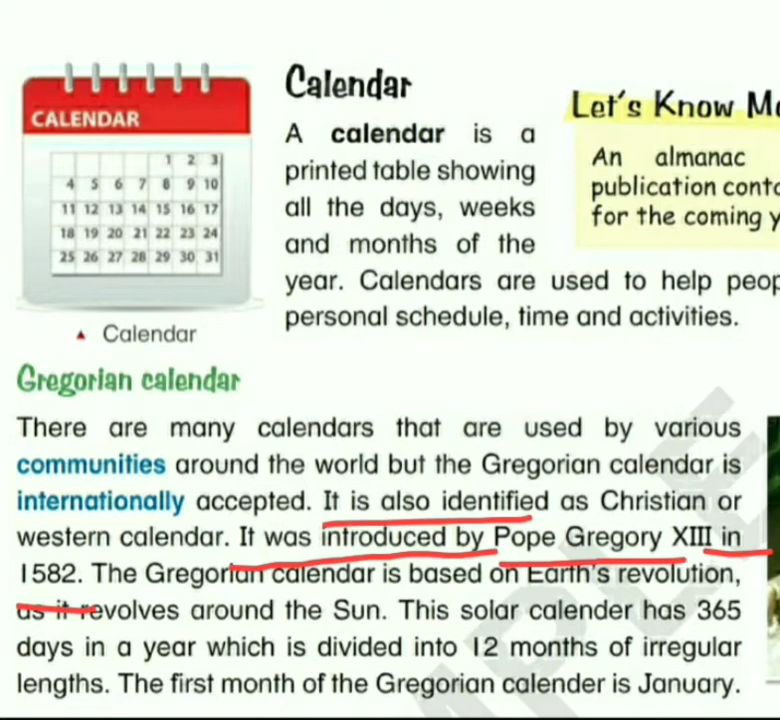 Calendar
Let's Know
CALENDAR
1 2 3
4 5 6 7 8 9 10
11 12 13 14 15 16 17
18 19 20 21 22 23 24
25 26 27 28 29 30 31
Calendar
A calendar is a
printed table showing
all the days, weeks
and months of the
year. Calendars are used to help
personal schedule, time and activities.
An almanac
publication
for the coming
Gregorian calendar
There are many calendars that are used by various
communities around the world but the Gregorian calendar is
internationally accepted. It is also identified as Christian or
western calendar. It was introduced by Pope Gregory XIII in
1582. The Gregorian calendar is based on Earth's revolution,
as it revolves around the Sun. This solar calender has 365
days in a year which is divided into 12 months of irregular
lengths. The first month of the Gregorian calender is January.